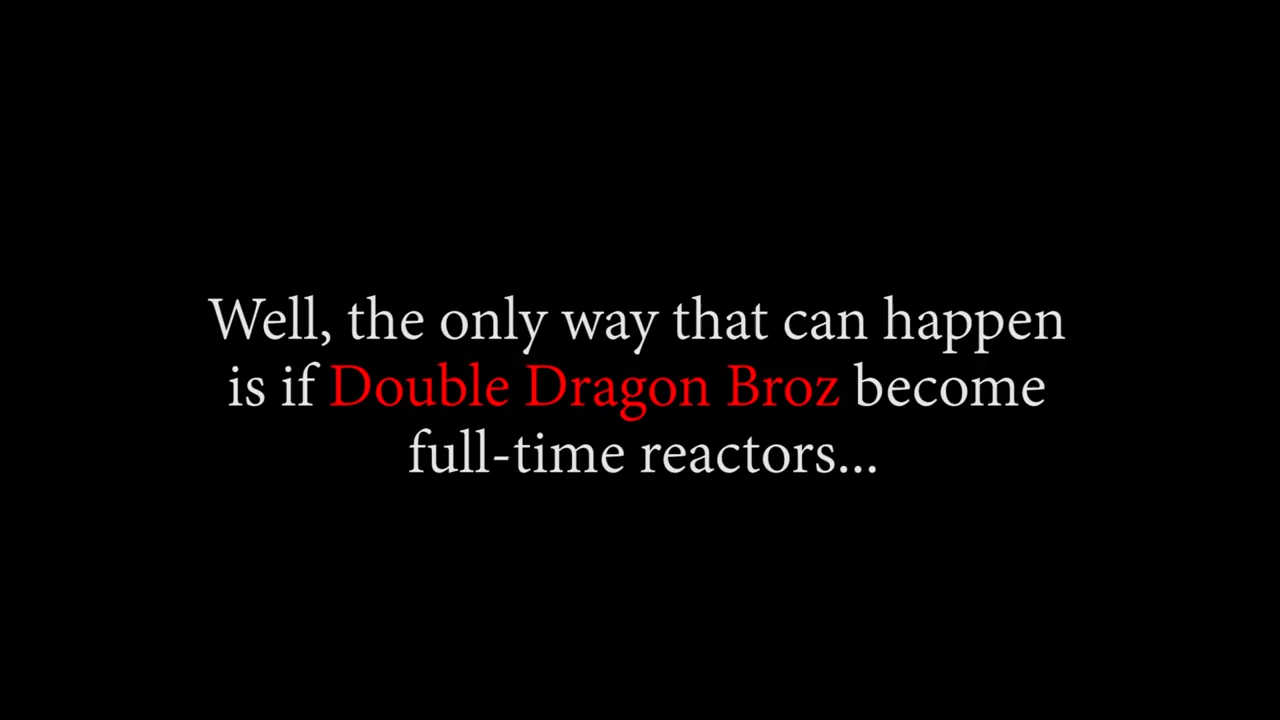 Well, the only way that can happen
is if Double Dragon Broz become
full-time reactors...